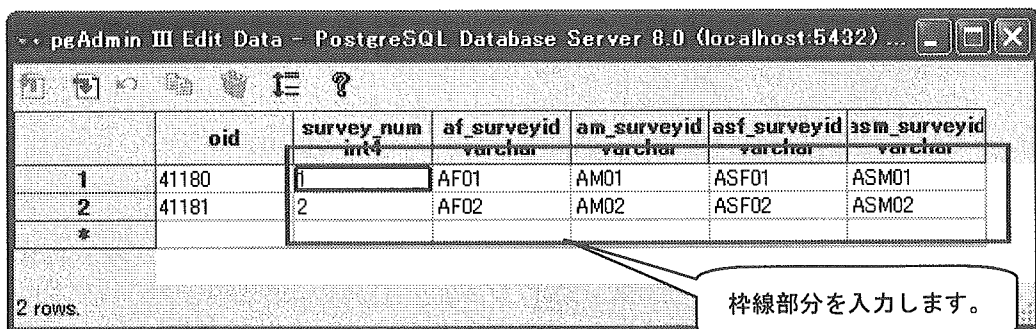 pgAdmin III Edit Data - PostgreSQL Database Server 8.0 (localhost:5432) ...
oid survey_num af_surveyid am_surveyid asf_surveyid asm_surveyid
int4 varchar varchar varchar varchar
1 41180 1 AF01 AM01 ASF01 ASM01
2 41181 2 AF02 AM02 ASF02 ASM02
*
2 rows.
枠線部分を入力します。